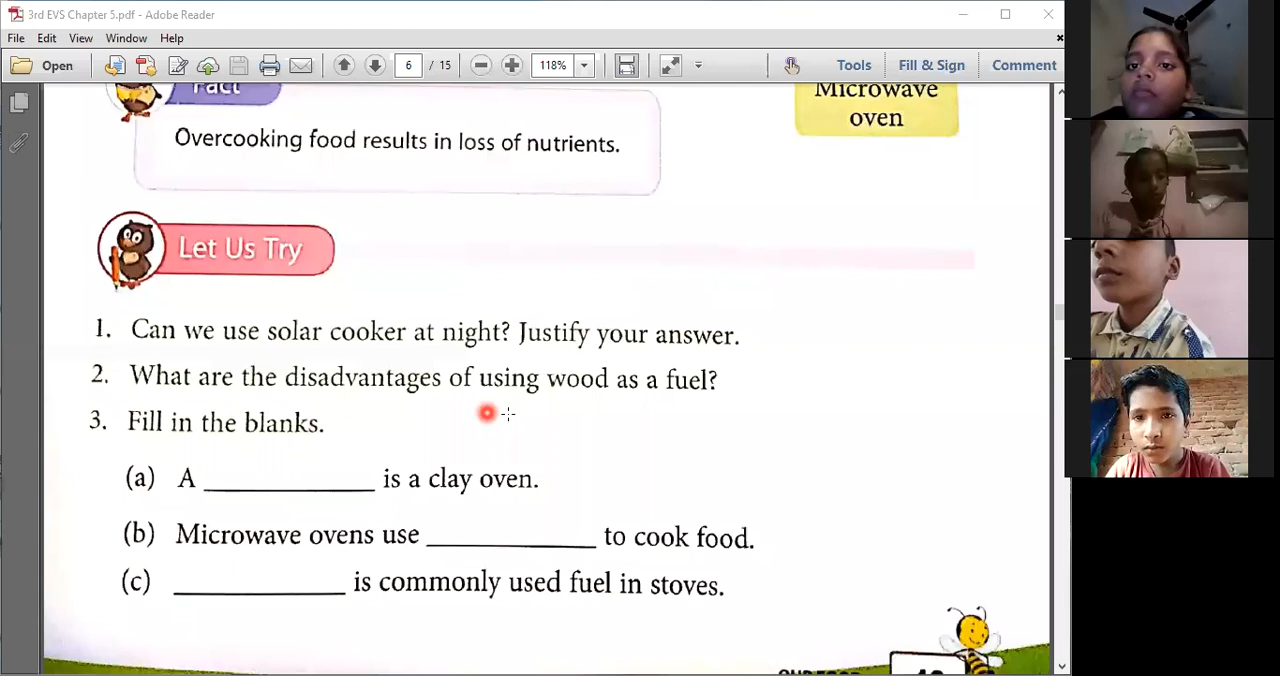 3rd EVS Chapter 5.pdf - Adobe Reader
File Edit View Window Help
Open 6 / 15 118% Tools Fill & Sign Comment
Fact
Microwave
oven
Overcooking food results in loss of nutrients.
Let Us Try
1. Can we use solar cooker at night? Justify your answer.
2. What are the disadvantages of using wood as a fuel?
3. Fill in the blanks.
(a) A ____________ is a clay oven.
(b) Microwave ovens use ____________ to cook food.
(c) ____________ is commonly used fuel in stoves.